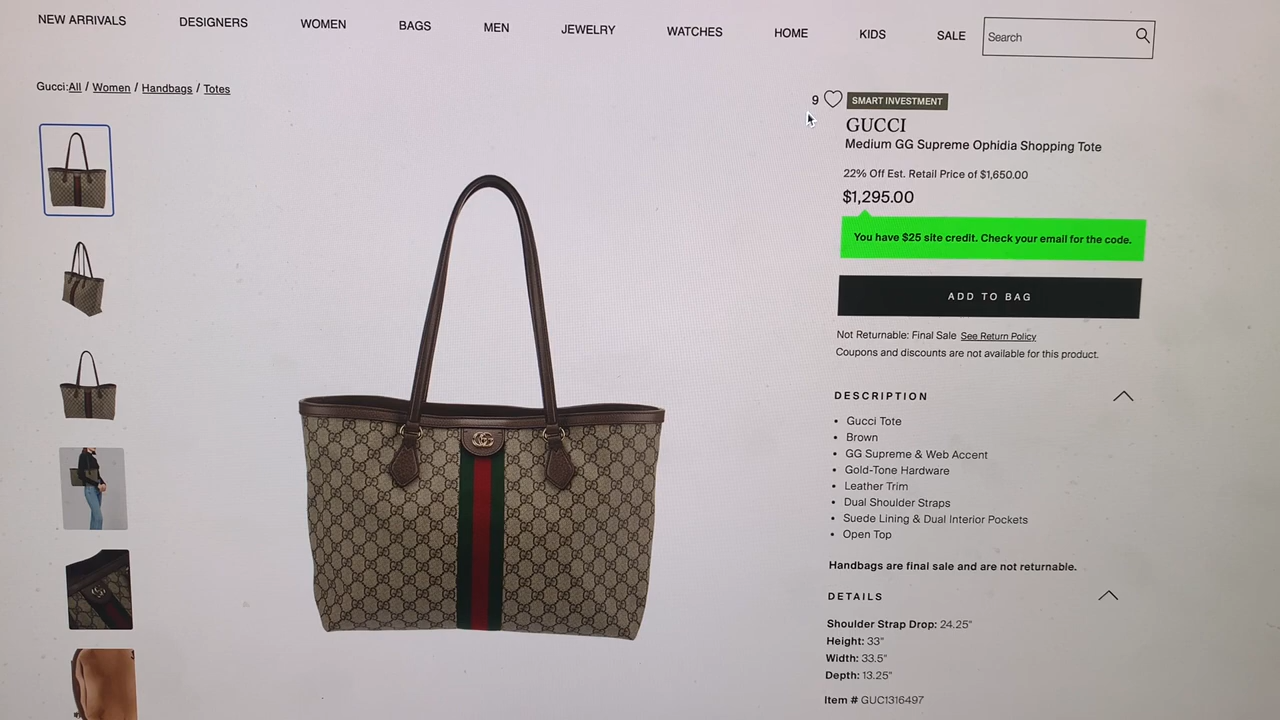 NEW ARRIVALS DESIGNERS WOMEN BAGS MEN JEWELRY WATCHES HOME KIDS SALE Search
Gucci:All / Women / Handbags / Totes
9 SMART INVESTMENT
GUCCI
Medium GG Supreme Ophidia Shopping Tote
22% Off Est. Retail Price of $1,650.00
$1,295.00
You have $25 site credit. Check your email for the code.
ADD TO BAG
Not Returnable: Final Sale See Return Policy
Coupons and discounts are not available for this product.
DESCRIPTION
• Gucci Tote
• Brown
• GG Supreme & Web Accent
• Gold-Tone Hardware
• Leather Trim
• Dual Shoulder Straps
• Suede Lining & Dual Interior Pockets
• Open Top
Handbags are final sale and are not returnable.
DETAILS
Shoulder Strap Drop: 24.25"
Height: 33"
Width: 33.5"
Depth: 13.25"
Item # GUC1316497